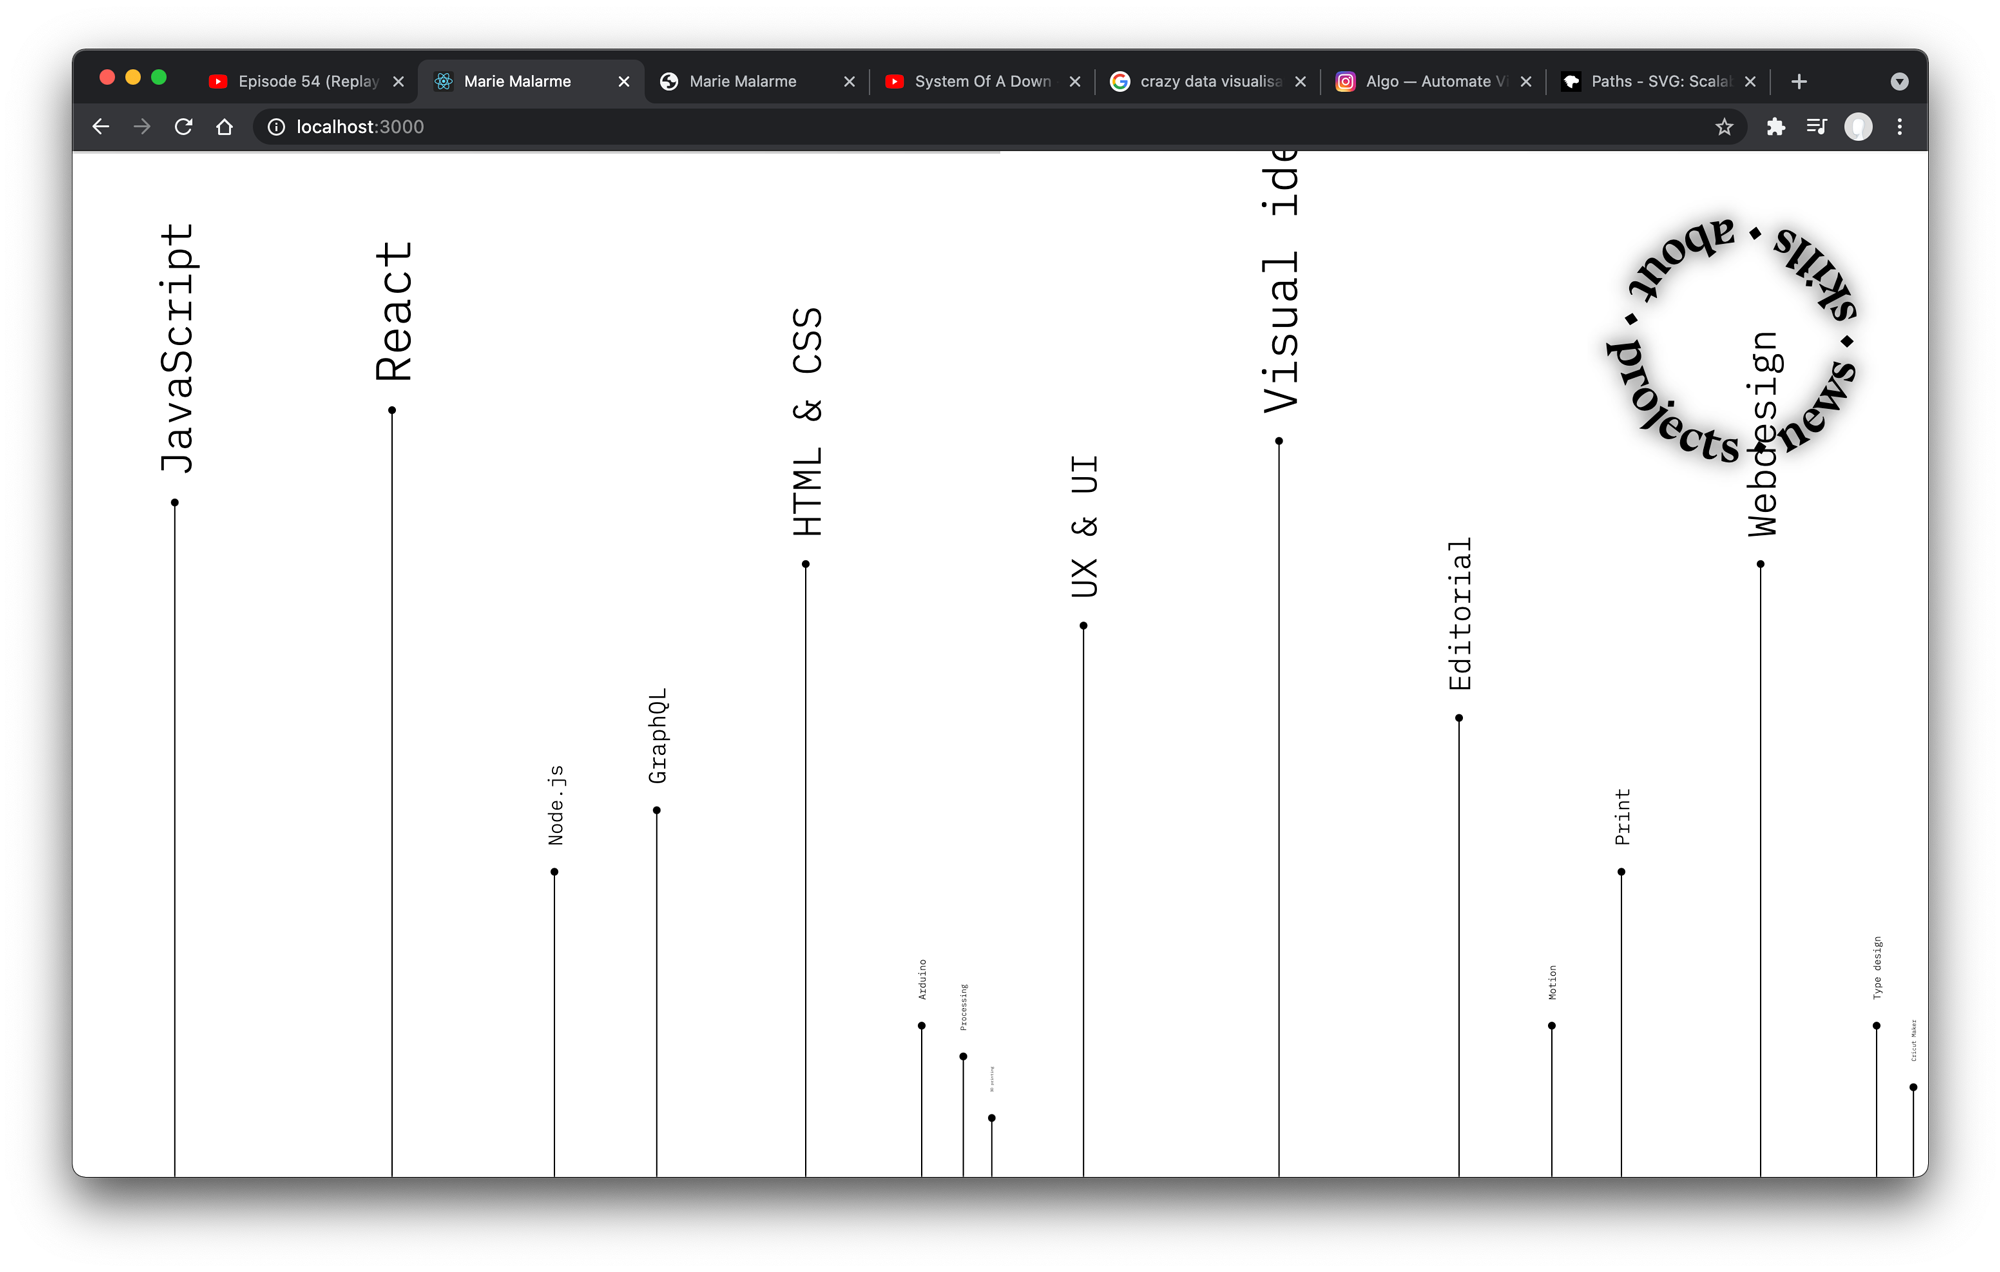 Episode 54 (Replay
Marie Malarme
Marie Malarme
System Of A Down
crazy data visualisa
Algo — Automate Vi
Paths - SVG: Scalab
localhost:3000
JavaScript
React
Node.js
GraphQL
HTML & CSS
Arduino
Processing
UX & UI
Visual ide
Editorial
Motion
Print
Webdesign
Type design
Cricut Maker
about • skills • news • projects •